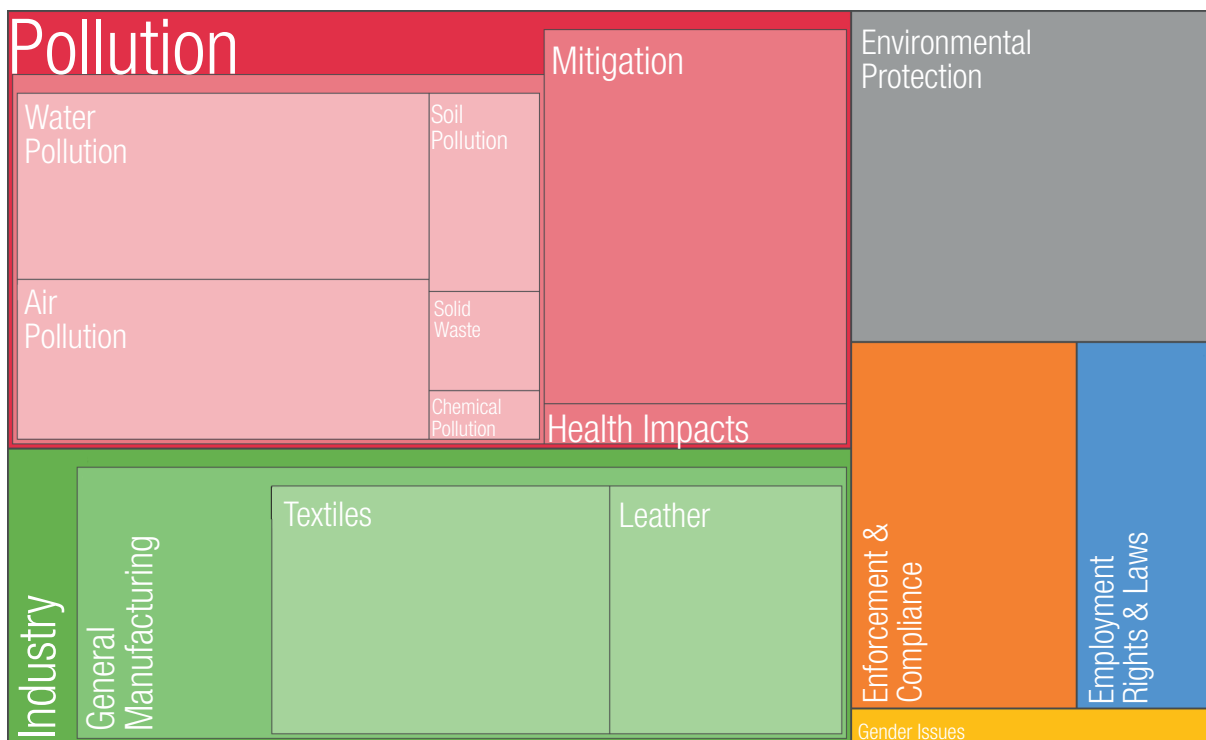 Pollution
Water
Pollution
Soil
Pollution
Air
Pollution
Solid
Waste
Chemical
Pollution
Mitigation
Health Impacts
Environmental
Protection
Industry
General
Manufacturing
Textiles
Leather
Enforcement &
Compliance
Employment
Rights & Laws
Gender Issues